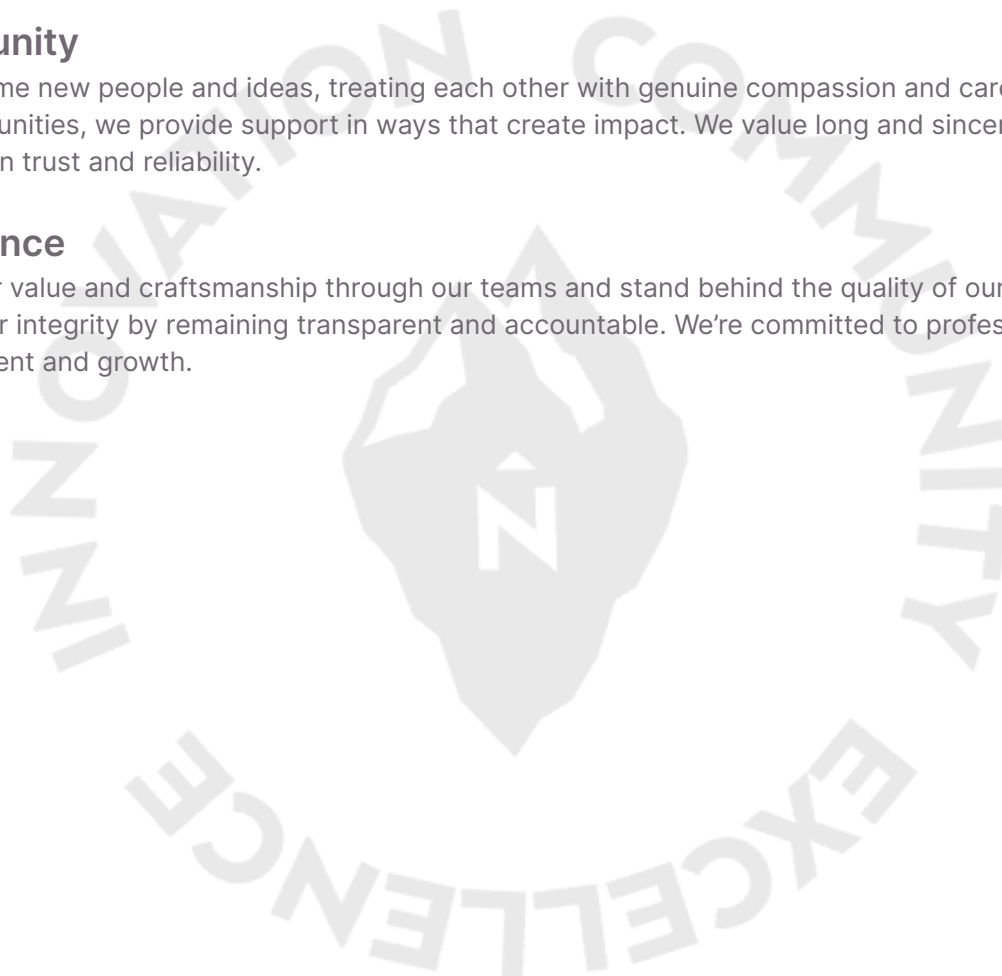 unity
me new people and ideas, treating each other with genuine compassion and care
unities, we provide support in ways that create impact. We value long and sincer
n trust and reliability.
nce
r value and craftsmanship through our teams and stand behind the quality of our
r integrity by remaining transparent and accountable. We’re committed to profes
ent and growth.
INNOVATION
COMMUNITY
EXCELLENCE
N